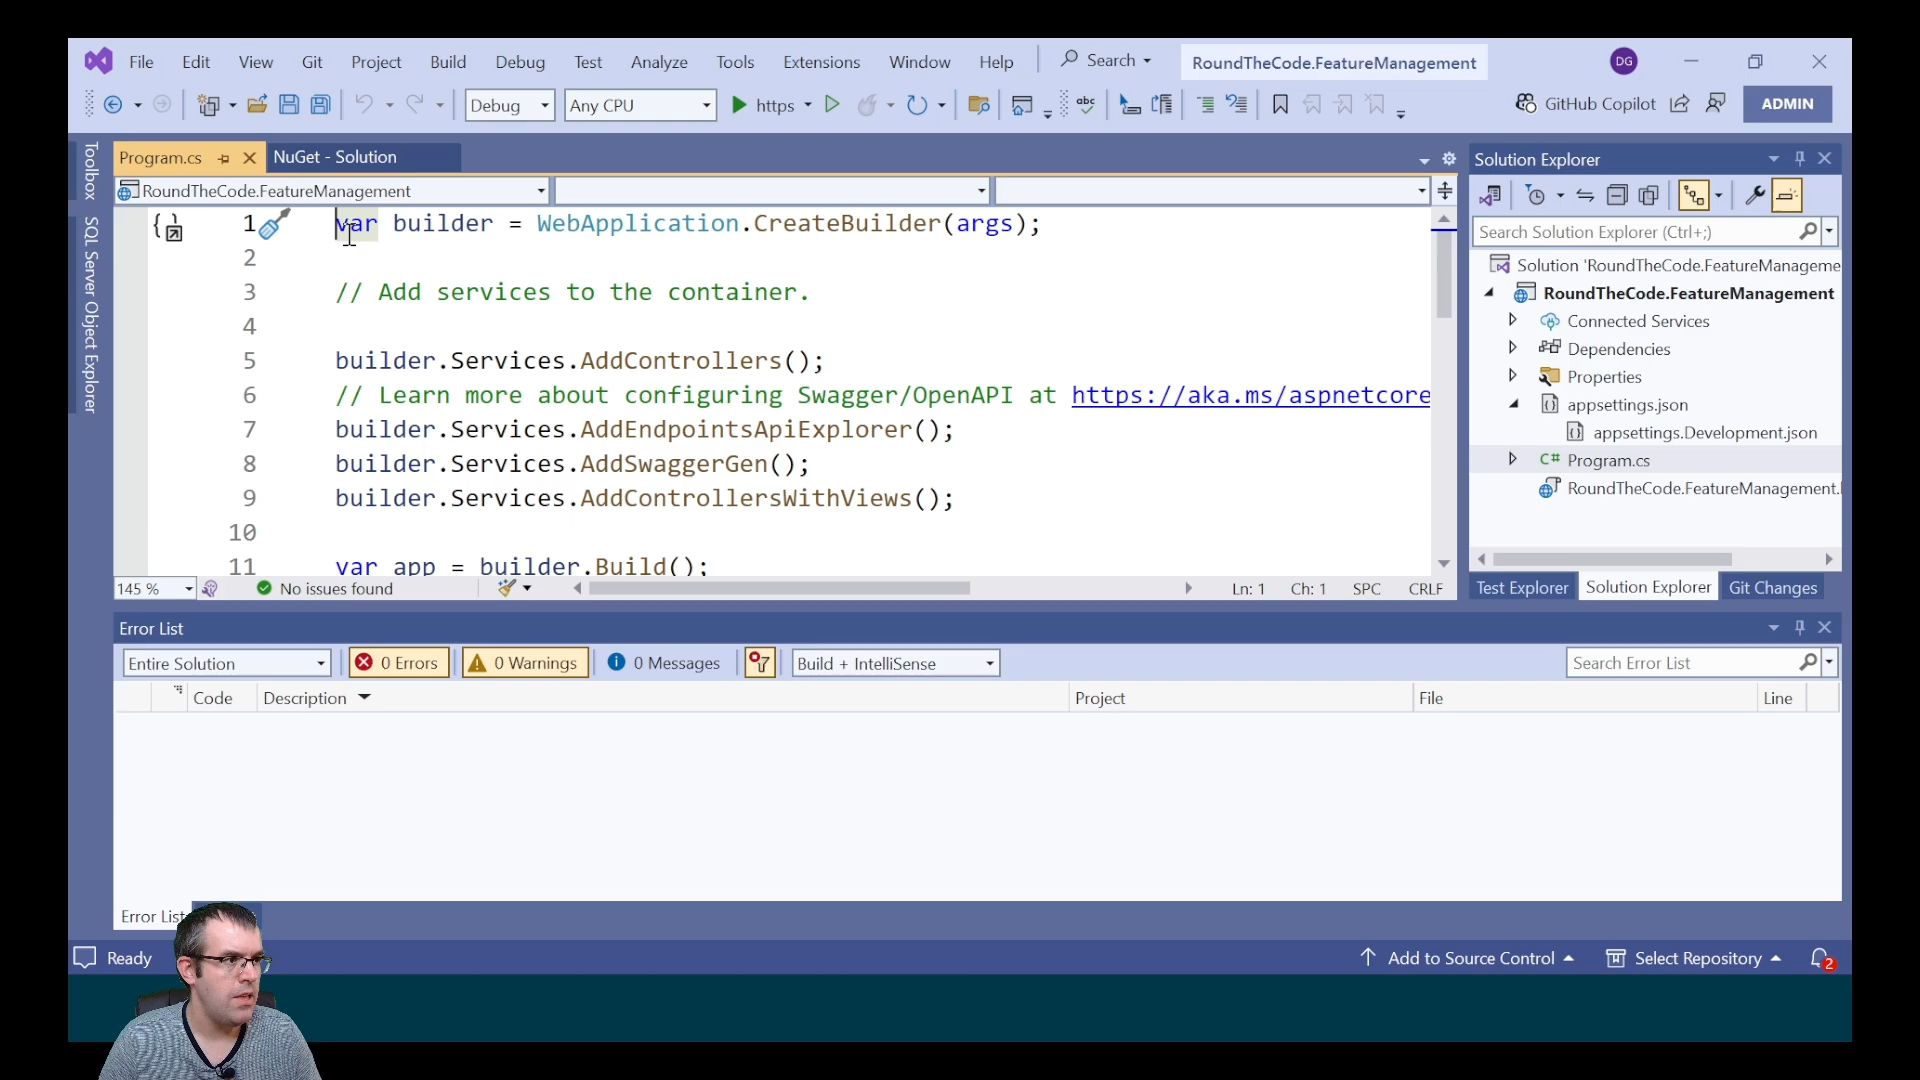 File Edit View Git Project Build Debug Test Analyze Tools Extensions Window Help Search RoundTheCode.FeatureManagement DG
Debug Any CPU https GitHub Copilot ADMIN
Toolbox
SQL Server Object Explorer
Program.cs NuGet - Solution
RoundTheCode.FeatureManagement
1 var builder = WebApplication.CreateBuilder(args);
2
3 // Add services to the container.
4
5 builder.Services.AddControllers();
6 // Learn more about configuring Swagger/OpenAPI at https://aka.ms/aspnetcore
7 builder.Services.AddEndpointsApiExplorer();
8 builder.Services.AddSwaggerGen();
9 builder.Services.AddControllersWithViews();
10
11 var app = builder.Build();
145 % No issues found Ln: 1 Ch: 1 SPC CRLF
Solution Explorer
Search Solution Explorer (Ctrl+;)
Solution 'RoundTheCode.FeatureManageme
RoundTheCode.FeatureManagement
Connected Services
Dependencies
Properties
appsettings.json
appsettings.Development.json
C# Program.cs
RoundTheCode.FeatureManagement.
Test Explorer Solution Explorer Git Changes
Error List
Entire Solution 0 Errors 0 Warnings 0 Messages Build + IntelliSense Search Error List
Code Description Project File Line
Error List
Ready Add to Source Control Select Repository 2